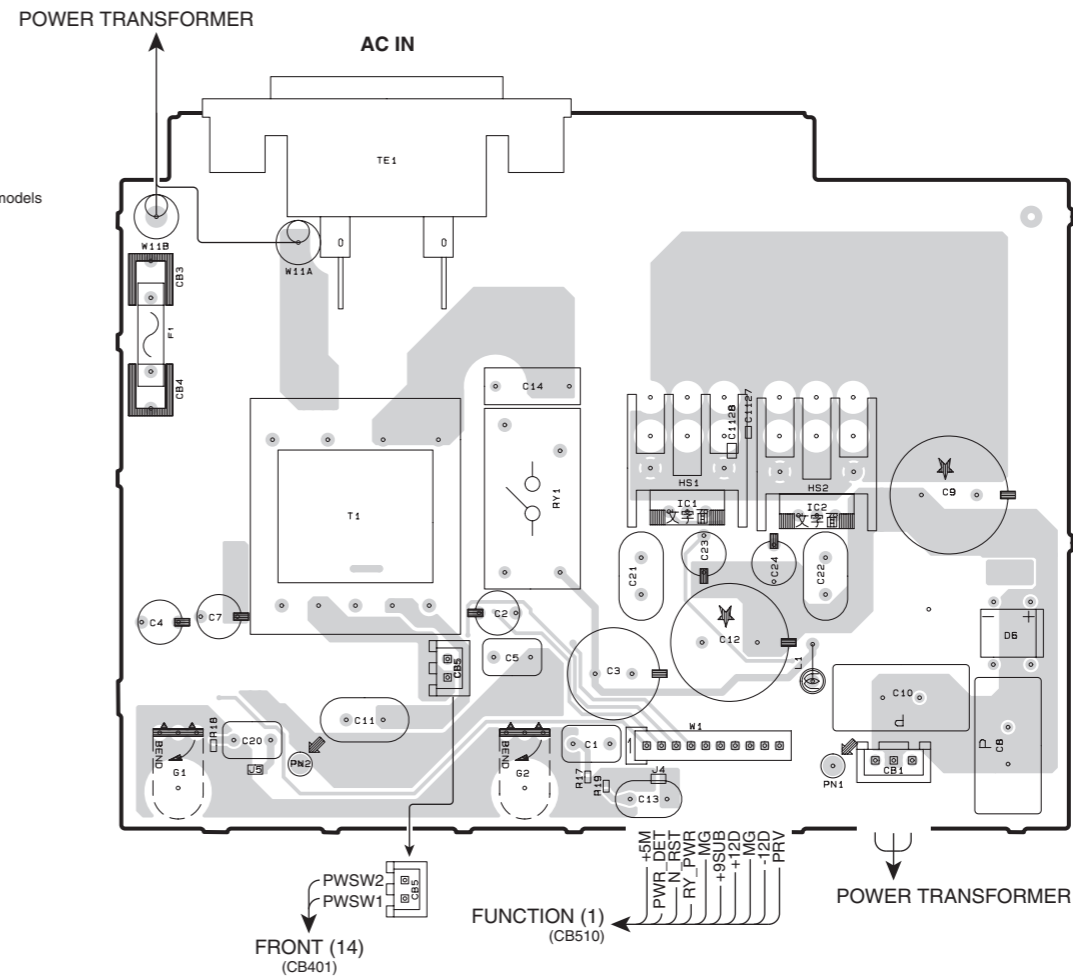 POWER TRANSFORMER
AC IN
models
TE1
W11B
W11A
CB3
F1
CB4
C14
C1128
C1127
HS1
HS2
T1
RY1
IC1
文字面
IC2
文字面
C9
C21
C23
C24
C22
C4
C7
C2
C12
D6
C5
CB5
C3
L1
C10
P
C8
P
C11
R18
C20
J5
PN2
BEND
G1
BEND
G2
C1
W1
1
R17
R19
J4
C13
PN1
CB1
+5M
PWR_DET
N_RST
RY_PWR
MG
+9SUB
+12D
MG
-12D
PRV
PWSW2
PWSW1
CB5
FUNCTION (1)
(CB510)
POWER TRANSFORMER
FRONT (14)
(CB401)